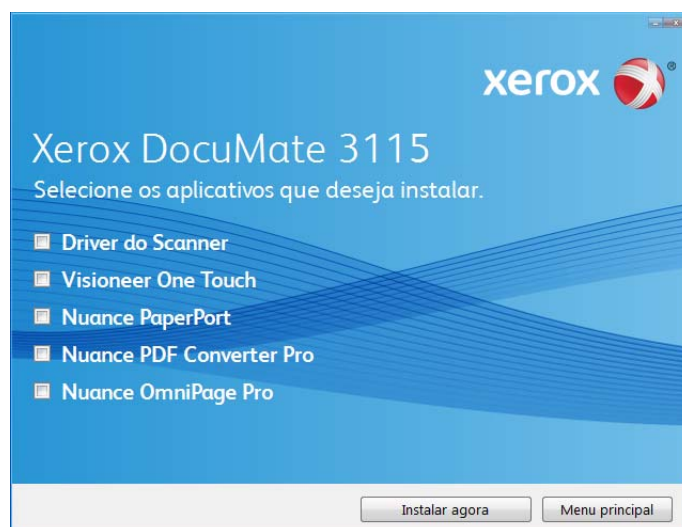 xerox ®
Xerox DocuMate 3115
Selecione os aplicativos que deseja instalar.
Driver do Scanner
Visioneer One Touch
Nuance PaperPort
Nuance PDF Converter Pro
Nuance OmniPage Pro
Instalar agora Menu principal